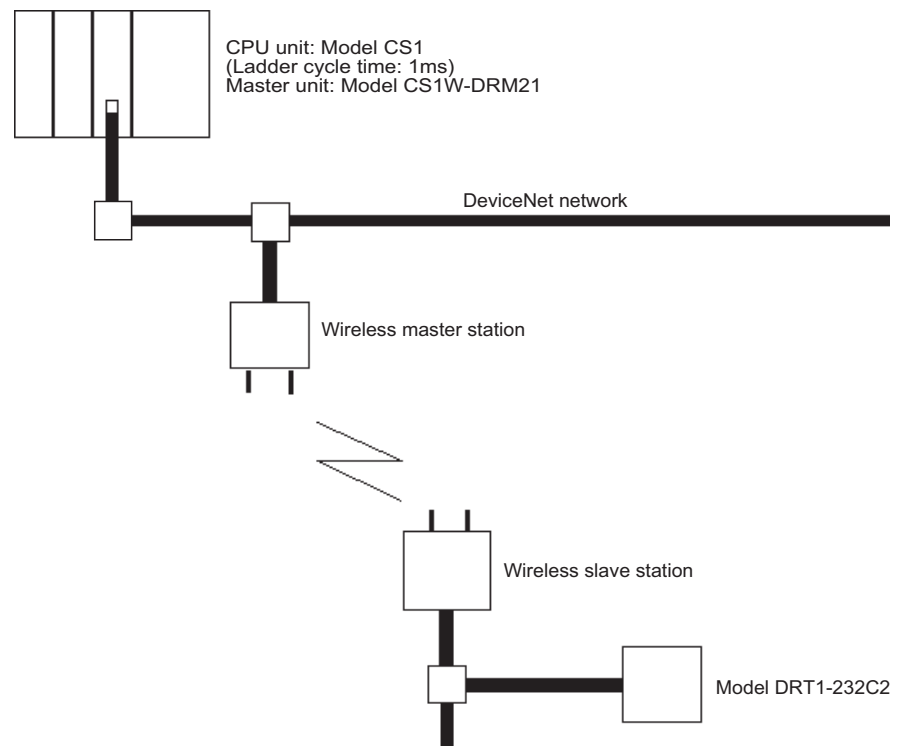 CPU unit: Model CS1
(Ladder cycle time: 1ms)
Master unit: Model CS1W-DRM21
DeviceNet network
Wireless master station
Wireless slave station
Model DRT1-232C2